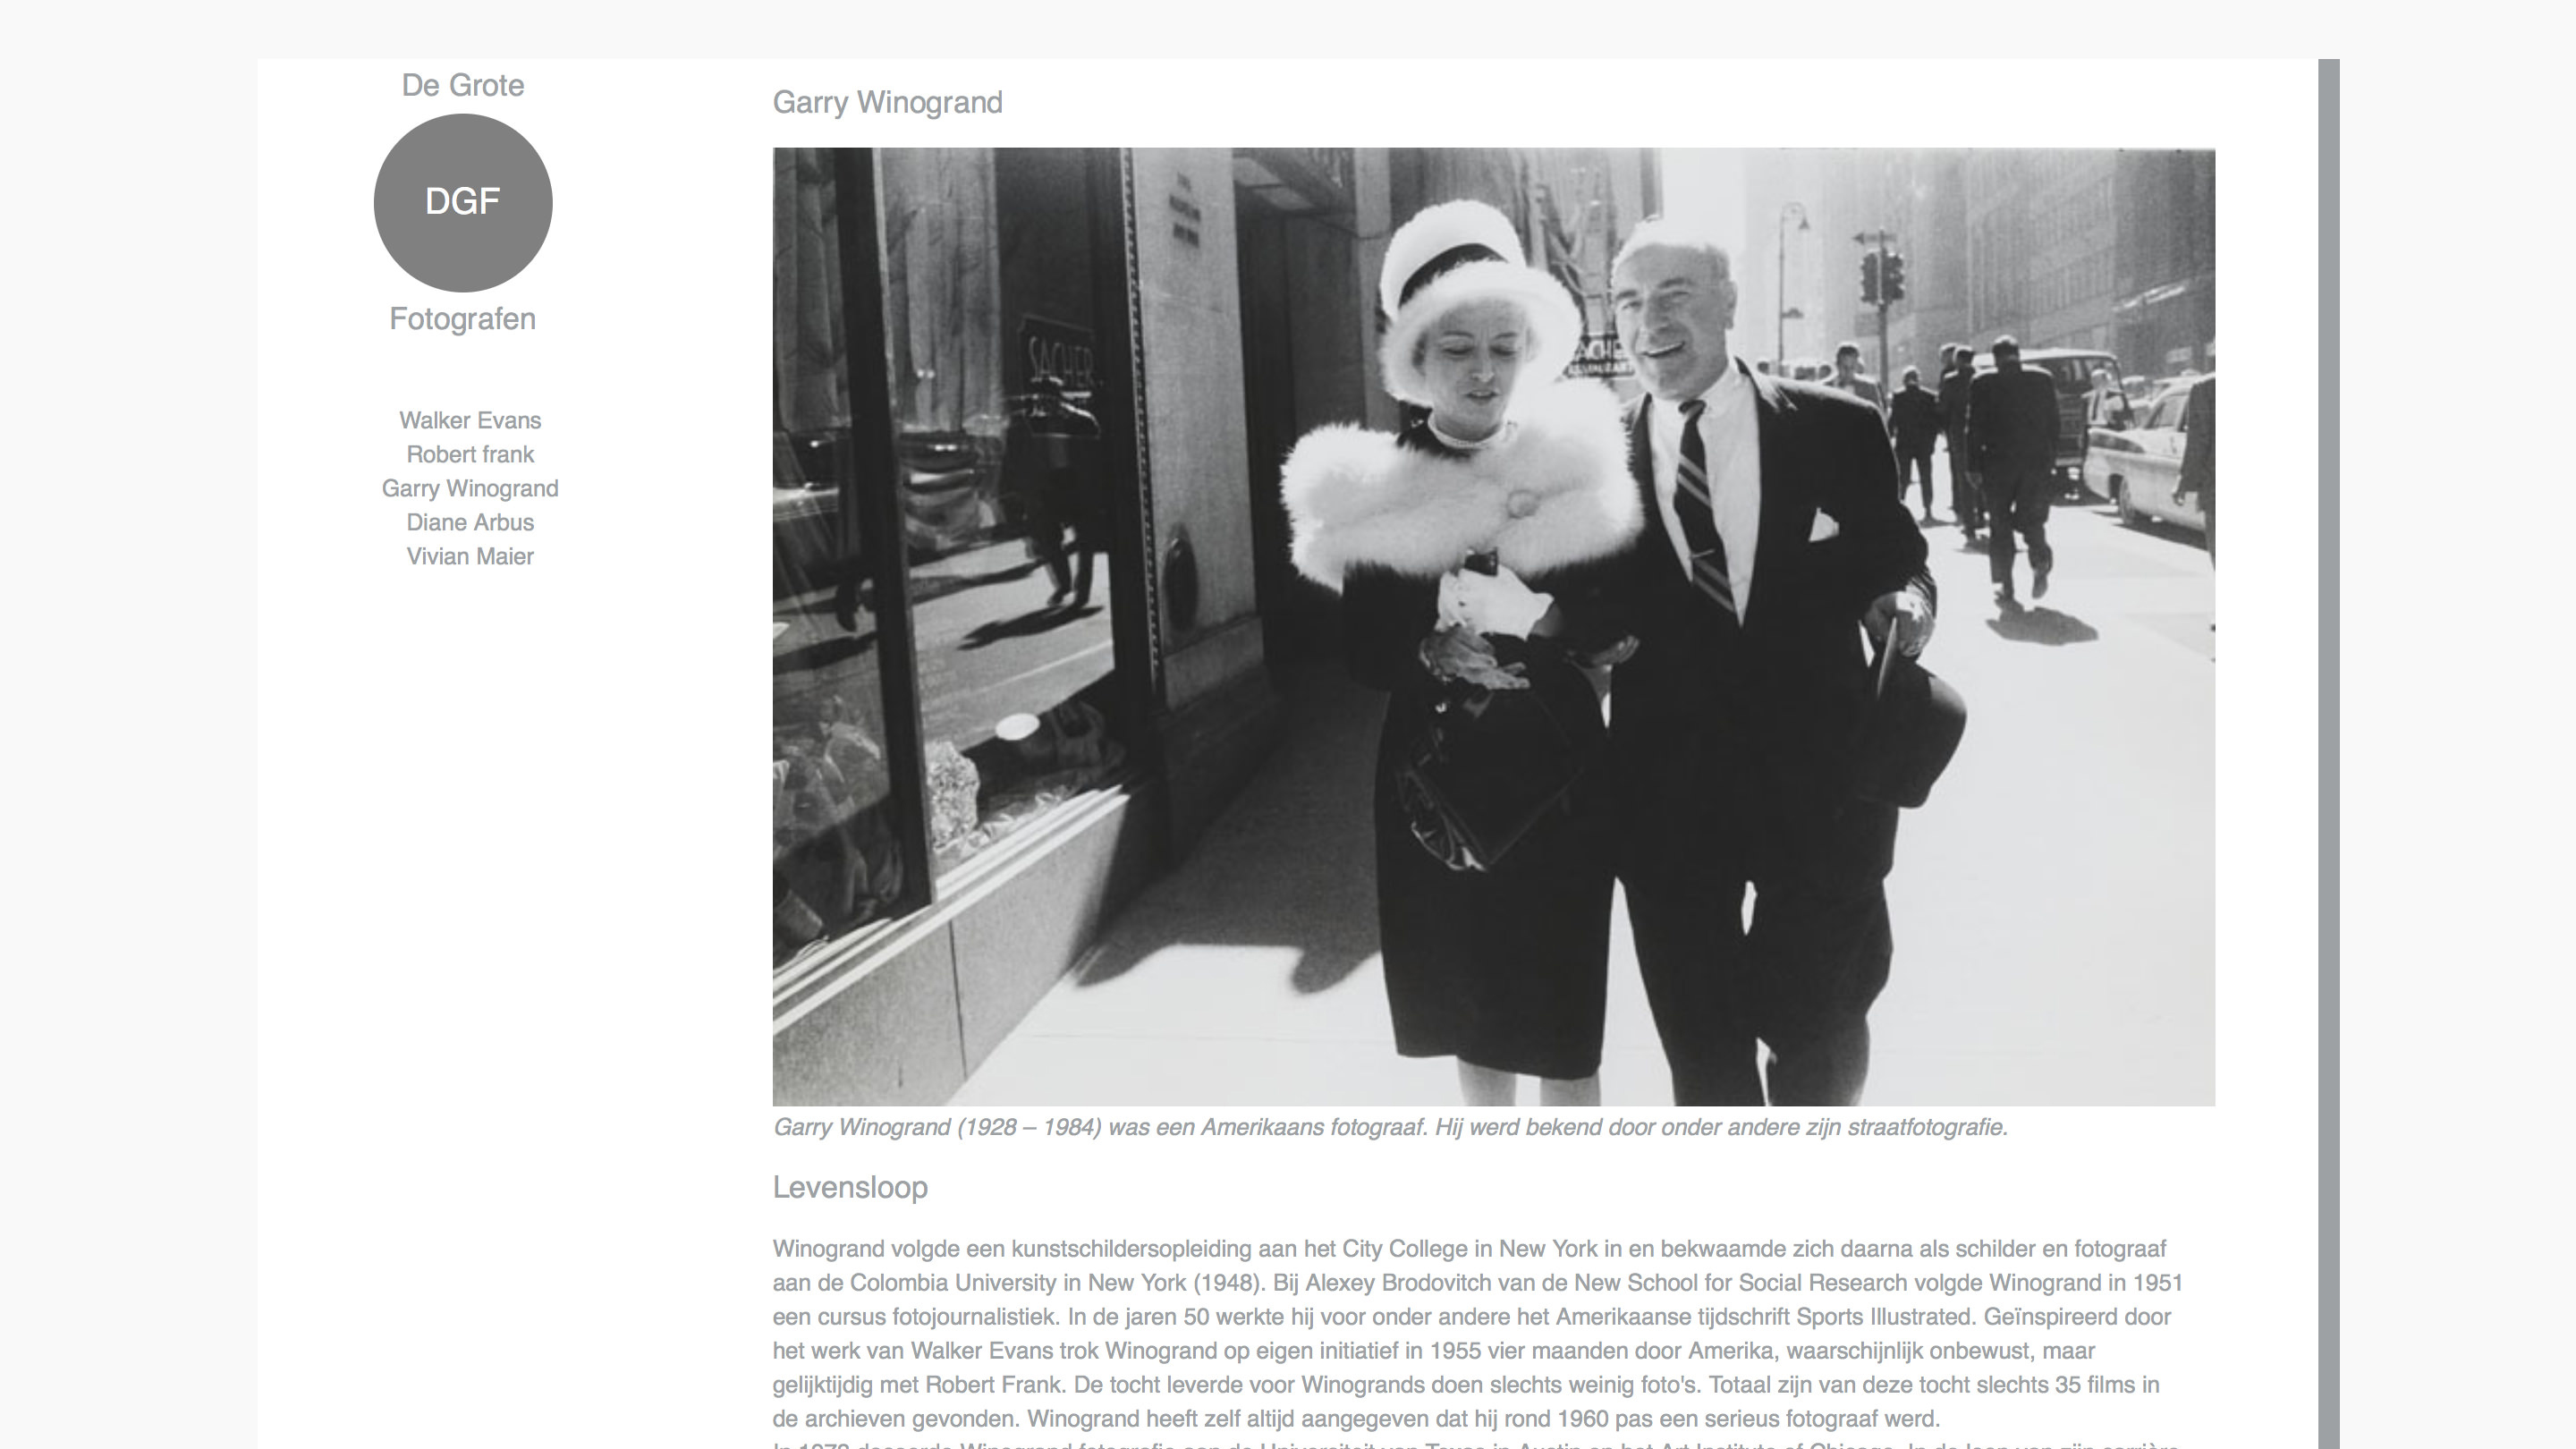 De Grote
DGF
Fotografen
Walker Evans
Robert frank
Garry Winogrand
Diane Arbus
Vivian Maier
Garry Winogrand
SACHER
Garry Winogrand (1928 – 1984) was een Amerikaans fotograaf. Hij werd bekend door onder andere zijn straatfotografie.
Levensloop
Winogrand volgde een kunstschildersopleiding aan het City College in New York in en bekwaamde zich daarna als schilder en fotograaf
aan de Colombia University in New York (1948). Bij Alexey Brodovitch van de New School for Social Research volgde Winogrand in 1951
een cursus fotojournalistiek. In de jaren 50 werkte hij voor onder andere het Amerikaanse tijdschrift Sports Illustrated. Geïnspireerd door
het werk van Walker Evans trok Winogrand op eigen initiatief in 1955 vier maanden door Amerika, waarschijnlijk onbewust, maar
gelijktijdig met Robert Frank. De tocht leverde voor Winogrands doen slechts weinig foto's. Totaal zijn van deze tocht slechts 35 films in
de archieven gevonden. Winogrand heeft zelf altijd aangegeven dat hij rond 1960 pas een serieus fotograaf werd.